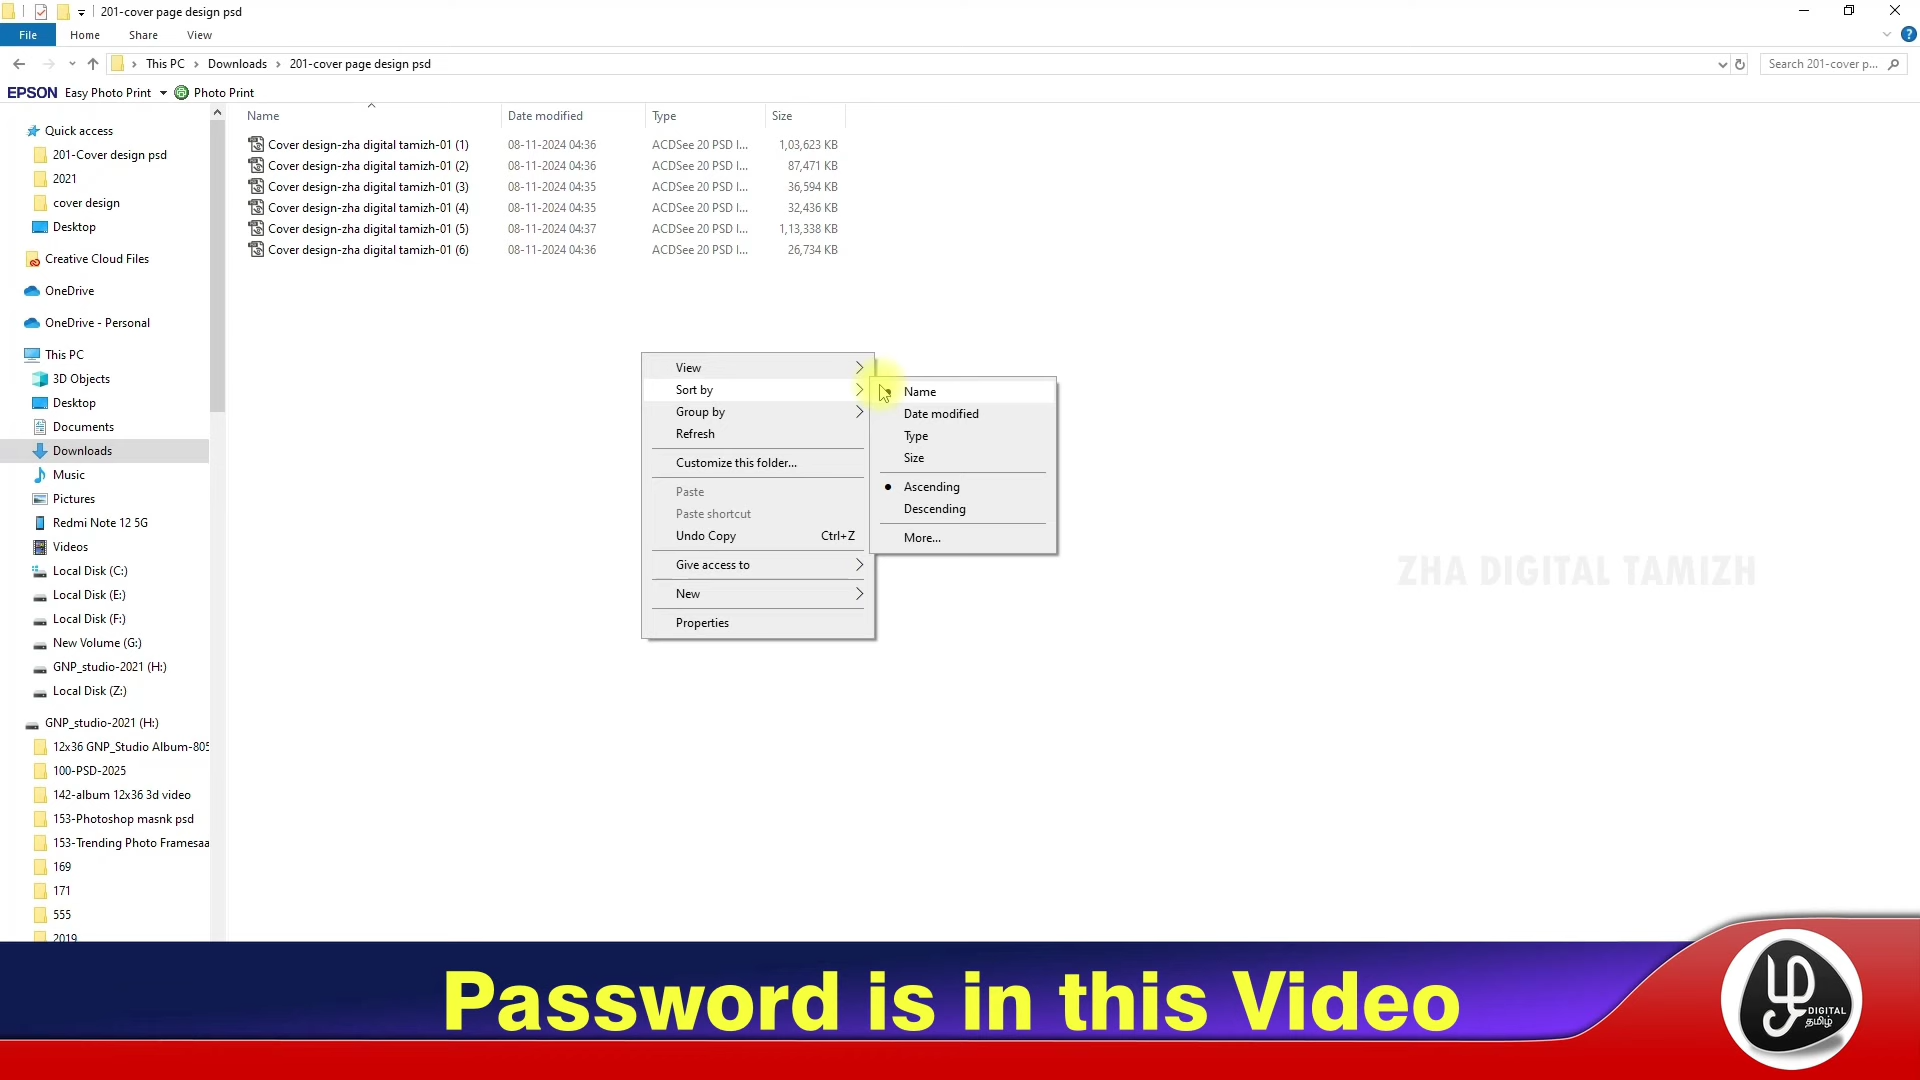 201-cover page design psd
File Home Share View
This PC Downloads 201-cover page design psd
Search 201-cover p...
EPSON Easy Photo Print Photo Print
Name Date modified Type Size
Cover design-zha digital tamizh-01 (1) 08-11-2024 04:36 ACDSee 20 PSD I... 1,03,623 KB
Cover design-zha digital tamizh-01 (2) 08-11-2024 04:36 ACDSee 20 PSD I... 87,471 KB
Cover design-zha digital tamizh-01 (3) 08-11-2024 04:35 ACDSee 20 PSD I... 36,594 KB
Cover design-zha digital tamizh-01 (4) 08-11-2024 04:35 ACDSee 20 PSD I... 32,436 KB
Cover design-zha digital tamizh-01 (5) 08-11-2024 04:37 ACDSee 20 PSD I... 1,13,338 KB
Cover design-zha digital tamizh-01 (6) 08-11-2024 04:36 ACDSee 20 PSD I... 26,734 KB
Quick access
201-Cover design psd
2021
cover design
Desktop
Creative Cloud Files
OneDrive
OneDrive - Personal
This PC
3D Objects
Desktop
Documents
Downloads
Music
Pictures
Redmi Note 12 5G
Videos
Local Disk (C:)
Local Disk (E:)
Local Disk (F:)
New Volume (G:)
GNP_studio-2021 (H:)
Local Disk (Z:)
GNP_studio-2021 (H:)
12x36 GNP_Studio Album-805
100-PSD-2025
142-album 12x36 3d video
153-Photoshop masnk psd
153-Trending Photo Framesaa
169
171
555
2019
View
Sort by
Group by
Refresh
Customize this folder...
Paste
Paste shortcut
Undo Copy Ctrl+Z
Give access to
New
Properties
Name
Date modified
Type
Size
Ascending
Descending
More...
ZHA DIGITAL TAMIZH
Password is in this Video
DIGITAL
தமிழ்